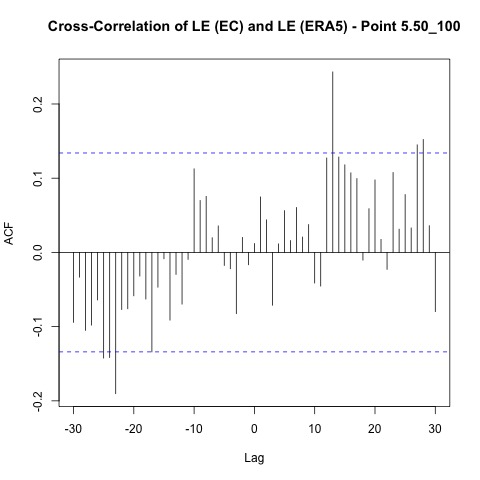 Cross-Correlation of LE (EC) and LE (ERA5) - Point 5.50_100
ACF
0.2
0.1
0.0
-0.1
-0.2
-30 -20 -10 0 10 20 30
Lag